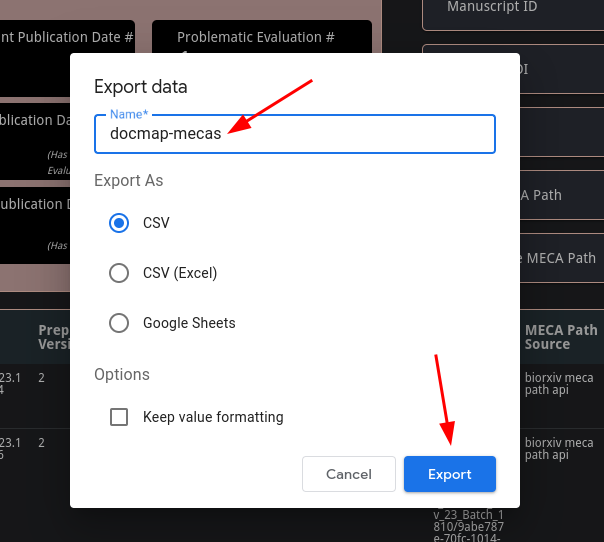 Manuscript ID
nt Publication Date #
Problematic Evaluation #
DI
Export data
Name*
docmap-mecas
blication Da
(Has
Evalu
Export As
A Path
ublication D
CSV
(Has
e MECA Path
CSV (Excel)
Google Sheets
Prep
Versi
MECA Path
Source
Options
23.1
4
2
biorxiv meca
path api
Keep value formatting
23.1
6
2
biorxiv meca
path api
Cancel
Export
v_23_Batch_1
810/9abe787
e-70fc-1014-